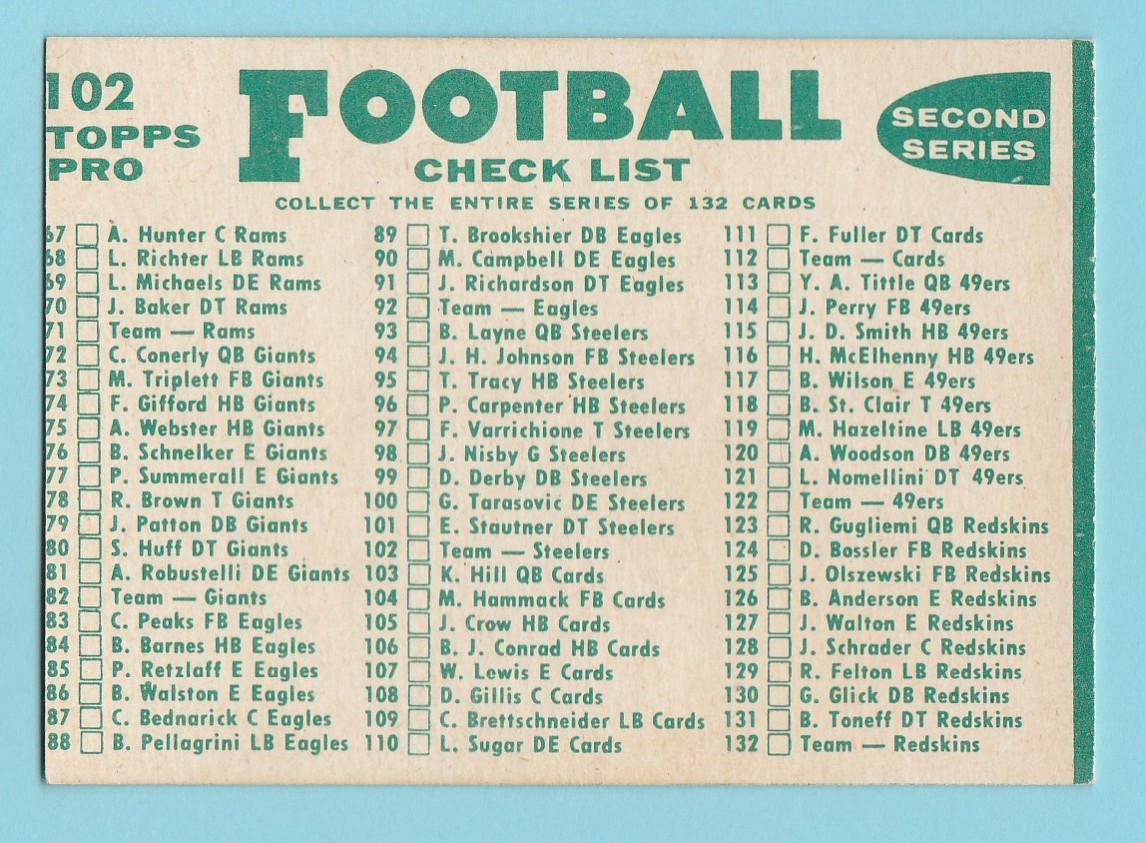 102
TOPPS
PRO
FOOTBALL
CHECK LIST
SECOND
SERIES
COLLECT THE ENTIRE SERIES OF 132 CARDS
67 A. Hunter C Rams
68 L. Richter LB Rams
69 L. Michaels DE Rams
70 J. Baker DT Rams
71 Team — Rams
72 C. Conerly QB Giants
73 M. Triplett FB Giants
74 F. Gifford HB Giants
75 A. Webster HB Giants
76 B. Schnelker E Giants
77 P. Summerall E Giants
78 R. Brown T Giants
79 J. Patton DB Giants
80 S. Huff DT Giants
81 A. Robustelli DE Giants
82 Team — Giants
83 C. Peaks FB Eagles
84 B. Barnes HB Eagles
85 P. Retzlaff E Eagles
86 B. Walston E Eagles
87 C. Bednarick C Eagles
88 B. Pellagrini LB Eagles
89 T. Brookshier DB Eagles
90 M. Campbell DE Eagles
91 J. Richardson DT Eagles
92 Team — Eagles
93 B. Layne QB Steelers
94 J. H. Johnson FB Steelers
95 T. Tracy HB Steelers
96 P. Carpenter HB Steelers
97 F. Varrichione T Steelers
98 J. Nisby G Steelers
99 D. Derby DB Steelers
100 G. Tarasovic DE Steelers
101 E. Stautner DT Steelers
102 Team — Steelers
103 K. Hill QB Cards
104 M. Hammack FB Cards
105 J. Crow HB Cards
106 B. J. Conrad HB Cards
107 W. Lewis E Cards
108 D. Gillis C Cards
109 C. Brettschneider LB Cards
110 L. Sugar DE Cards
111 F. Fuller DT Cards
112 Team — Cards
113 Y. A. Tittle QB 49ers
114 J. Perry FB 49ers
115 J. D. Smith HB 49ers
116 H. McElhenny HB 49ers
117 B. Wilson E 49ers
118 B. St. Clair T 49ers
119 M. Hazeltine LB 49ers
120 A. Woodson DB 49ers
121 L. Nomellini DT 49ers
122 Team — 49ers
123 R. Gugliemi QB Redskins
124 D. Bossler FB Redskins
125 J. Olszewski FB Redskins
126 B. Anderson E Redskins
127 J. Walton E Redskins
128 J. Schrader C Redskins
129 R. Felton LB Redskins
130 G. Glick DB Redskins
131 B. Toneff DT Redskins
132 Team — Redskins